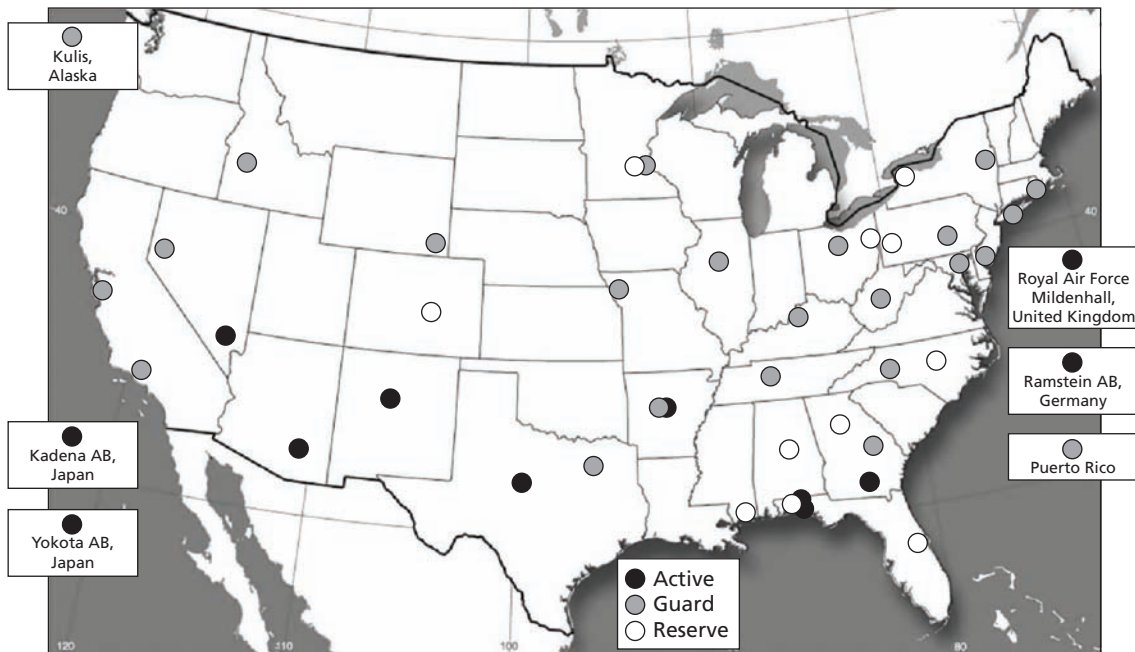 Kulis,
Alaska
40
40
Royal Air Force
Mildenhall,
United Kingdom
Ramstein AB,
Germany
Kadena AB,
Japan
Puerto Rico
Yokota AB,
Japan
Active
Guard
Reserve
120
110
100
80